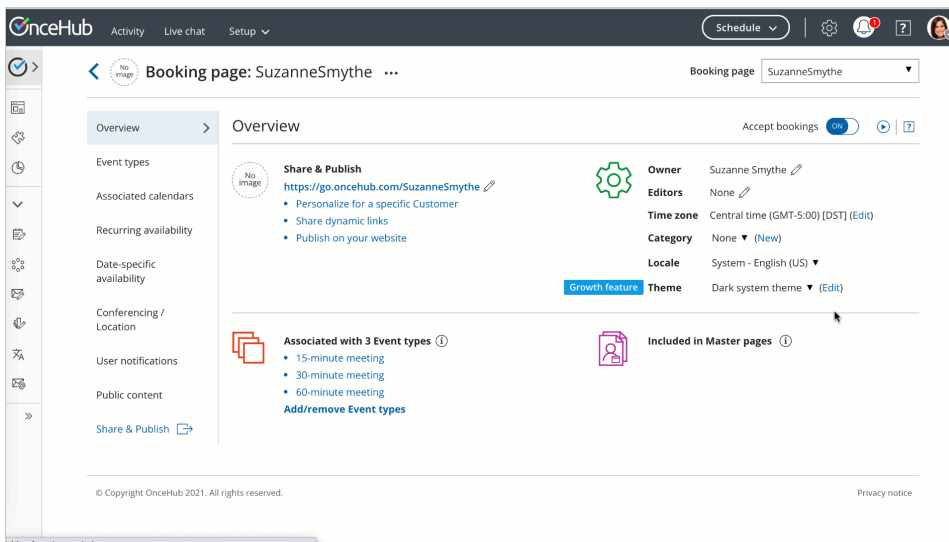 OnceHub Activity Live chat Setup Schedule 1 ?
No image Booking page: SuzanneSmythe ... Booking page SuzanneSmythe
Overview
Event types
Associated calendars
Recurring availability
Date-specific
availability
Conferencing /
Location
User notifications
Public content
Share & Publish
Overview Accept bookings ON ?
No image
Share & Publish
https://go.oncehub.com/SuzanneSmythe
• Personalize for a specific Customer
• Share dynamic links
• Publish on your website
Owner Suzanne Smythe
Editors None
Time zone Central time (GMT-5:00) [DST] (Edit)
Category None (New)
Locale System - English (US)
Growth feature Theme Dark system theme (Edit)
Associated with 3 Event types i
• 15-minute meeting
• 30-minute meeting
• 60-minute meeting
Add/remove Event types
Included in Master pages i
© Copyright OnceHub 2021. All rights reserved. Privacy notice